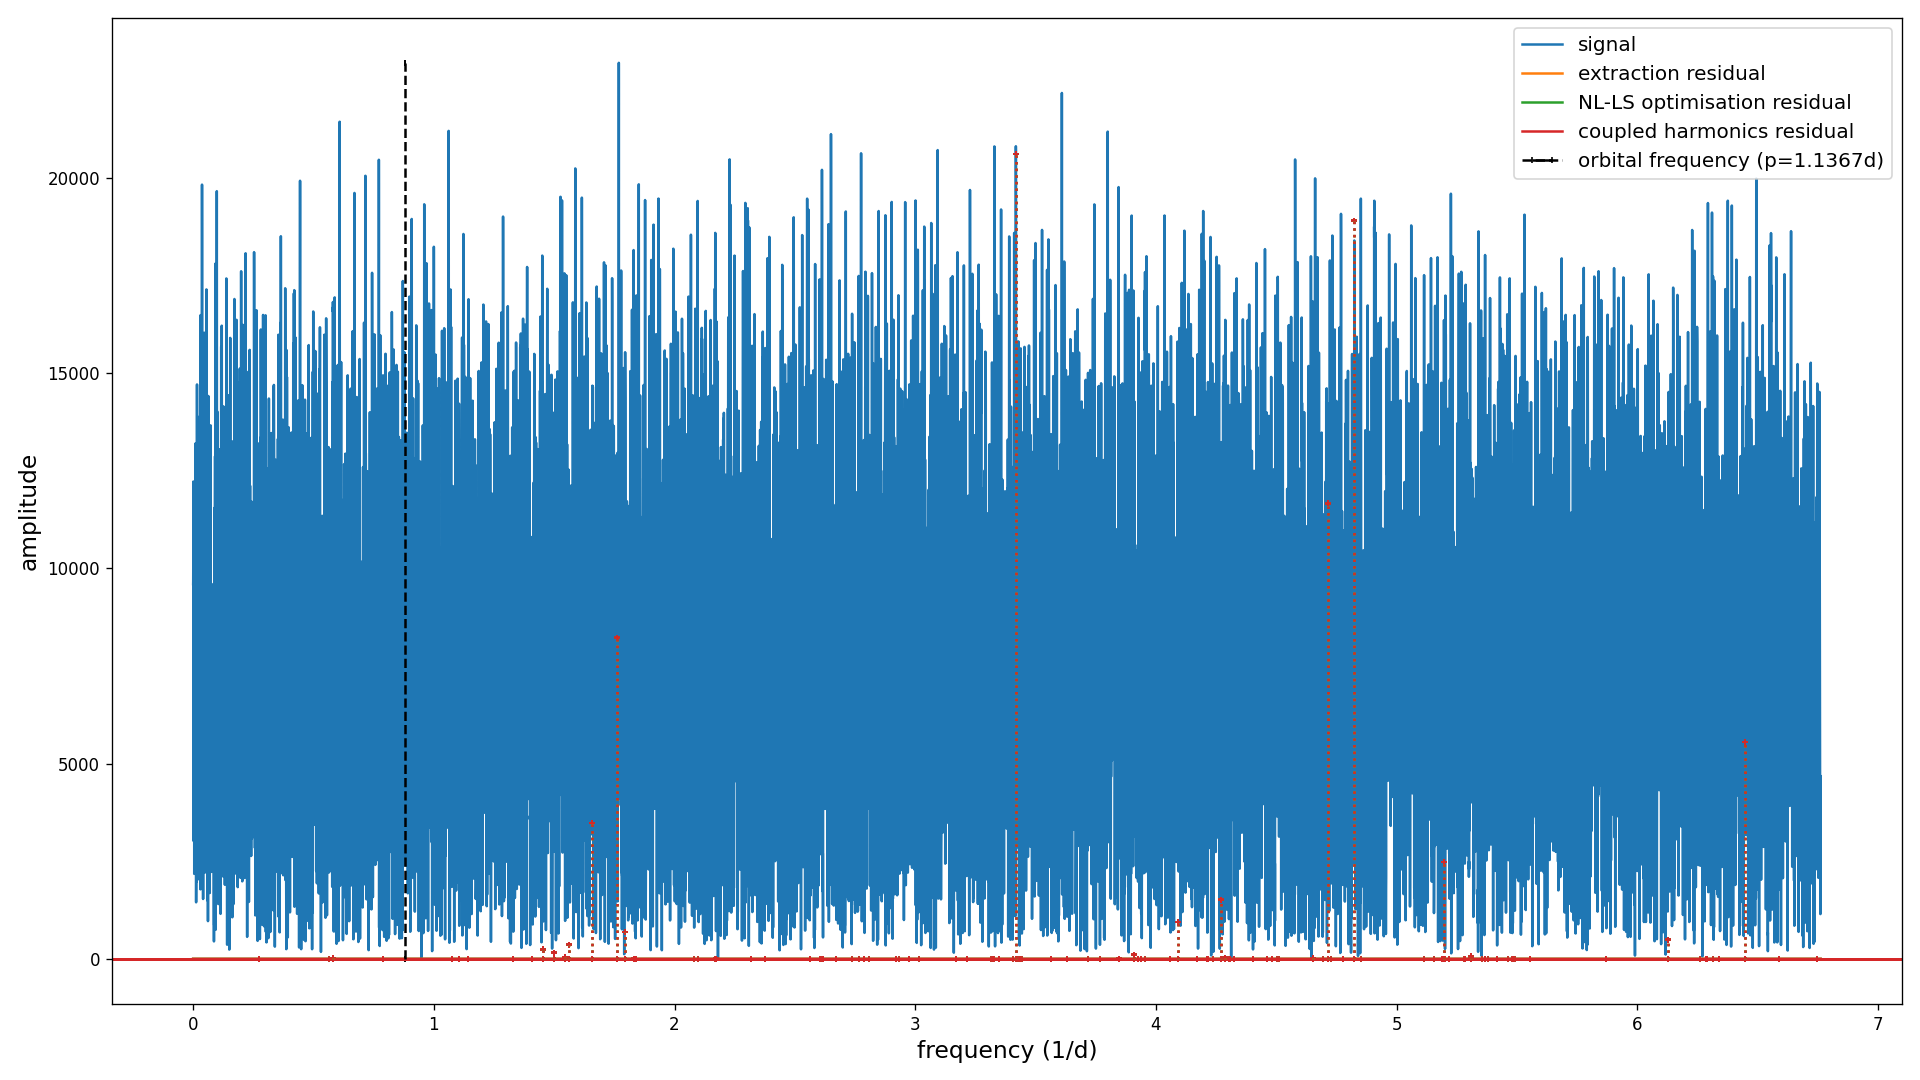 signal
extraction residual
NL-LS optimisation residual
coupled harmonics residual
orbital frequency (p=1.1367d)
amplitude
20000
15000
10000
5000
0
0 1 2 3 4 5 6 7
frequency (1/d)